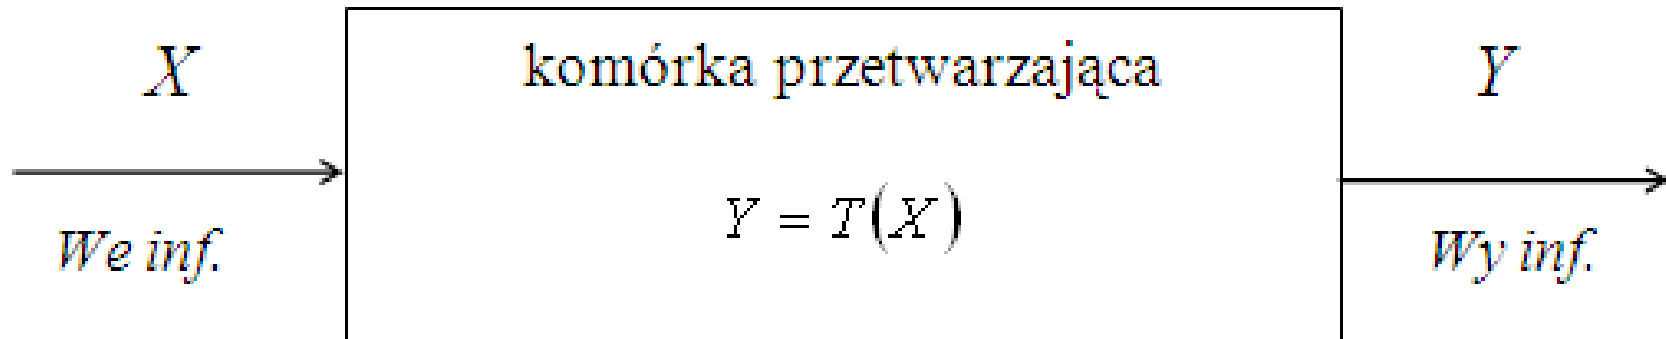 X
We inf.
komórka przetwarzająca
Y = T(X)
Y
Wy inf.